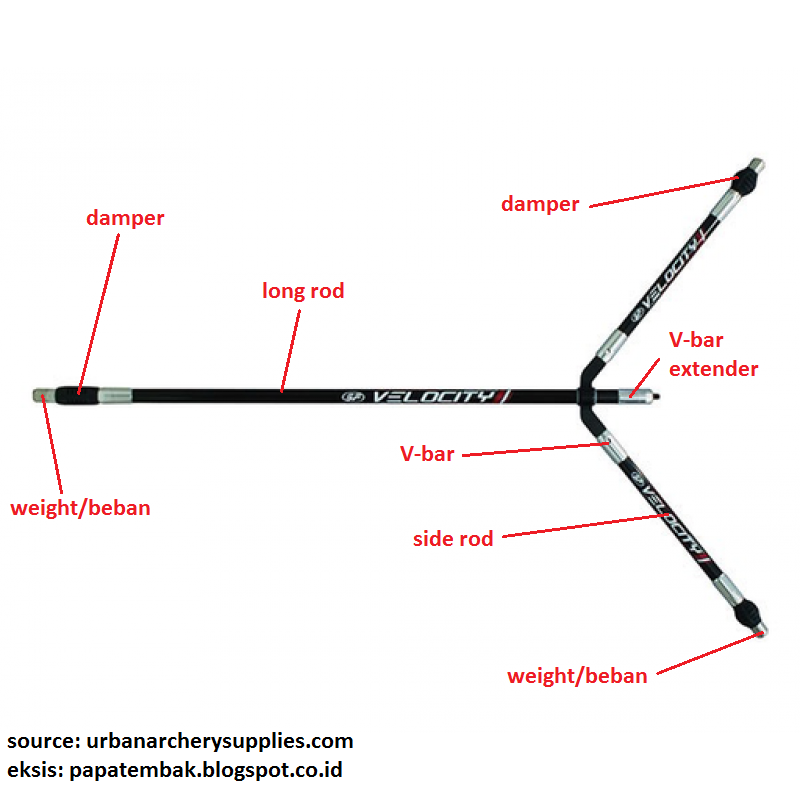 damper
damper
long rod
V-bar
extender
SF VELOCITY
VELOCITY
V-bar
VELOCITY
weight/beban
side rod
weight/beban
source: urbanarcherysupplies.com
eksis: papatembak.blogspot.co.id